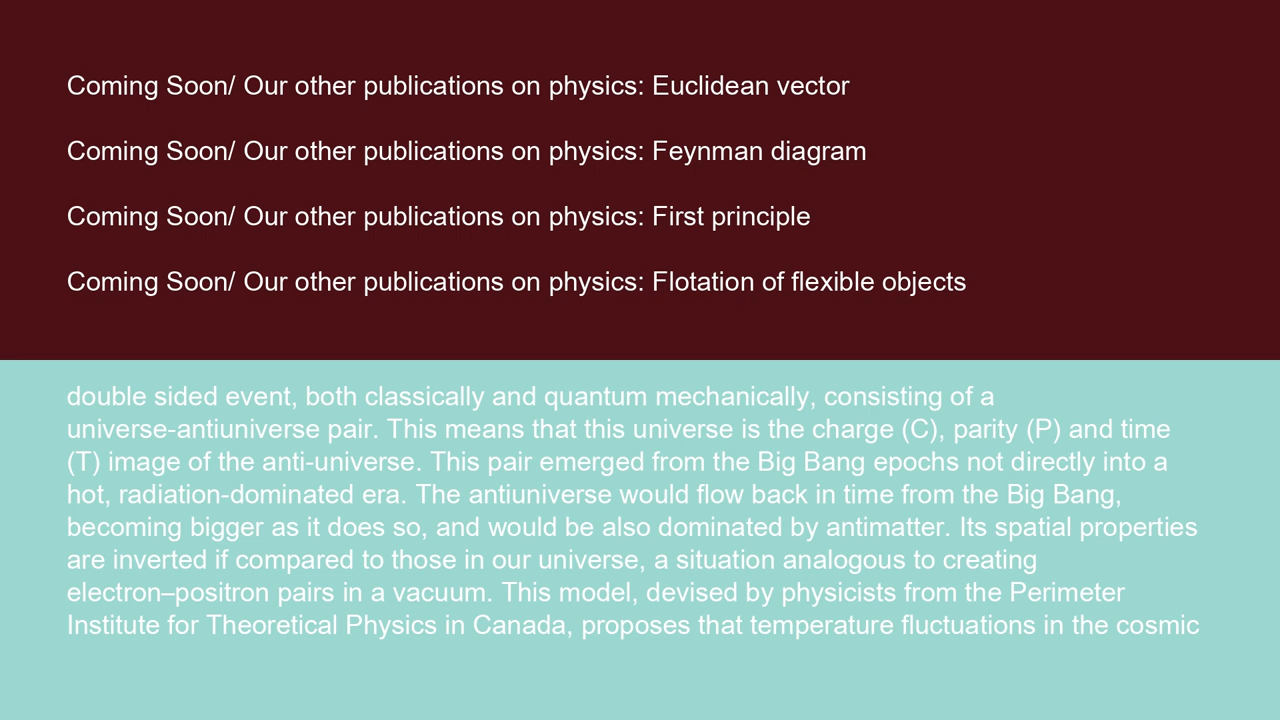 Coming Soon/ Our other publications on physics: Euclidean vector
Coming Soon/ Our other publications on physics: Feynman diagram
Coming Soon/ Our other publications on physics: First principle
Coming Soon/ Our other publications on physics: Flotation of flexible objects
double sided event, both classically and quantum mechanically, consisting of a
universe-antiuniverse pair. This means that this universe is the charge (C), parity (P) and time
(T) image of the anti-universe. This pair emerged from the Big Bang epochs not directly into a
hot, radiation-dominated era. The antiuniverse would flow back in time from the Big Bang,
becoming bigger as it does so, and would be also dominated by antimatter. Its spatial properties
are inverted if compared to those in our universe, a situation analogous to creating
electron–positron pairs in a vacuum. This model, devised by physicists from the Perimeter
Institute for Theoretical Physics in Canada, proposes that temperature fluctuations in the cosmic